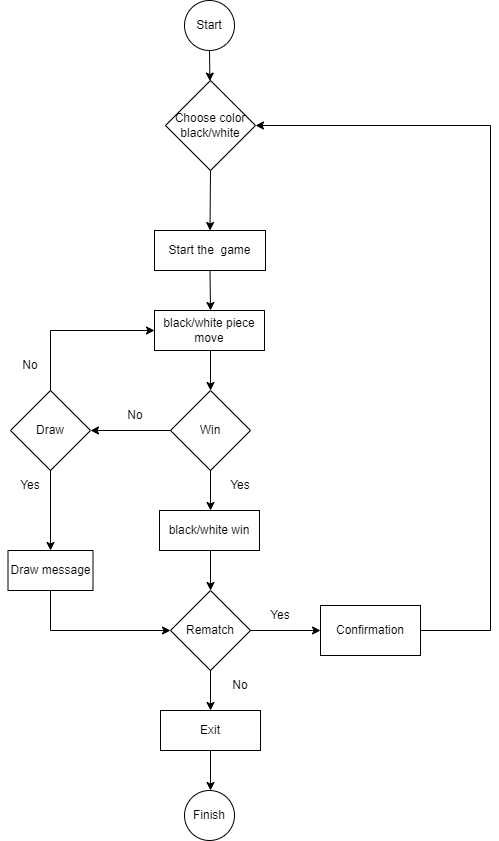 Start
Choose color
black/white
Start the  game
black/white piece
move
No
No
Draw
Win
Yes
Yes
black/white win
Draw message
Yes
Rematch
Confirmation
No
Exit
Finish